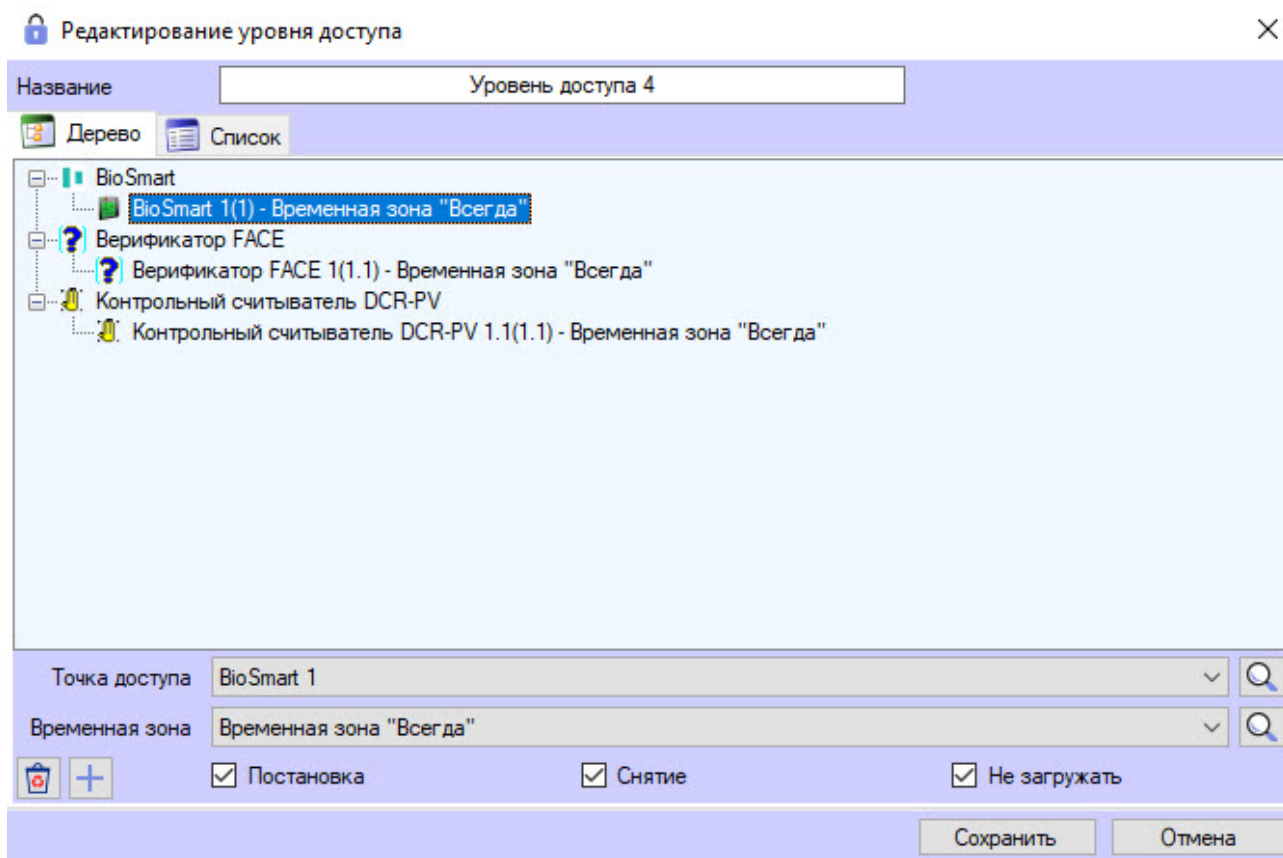 Редактирование уровня доступа
Название Уровень доступа 4
Дерево Список
BioSmart
BioSmart 1(1) - Временная зона "Всегда"
Верификатор FACE
Верификатор FACE 1(1.1) - Временная зона "Всегда"
Контрольный считыватель DCR-PV
Контрольный считыватель DCR-PV 1.1(1.1) - Временная зона "Всегда"
Точка доступа BioSmart 1
Временная зона Временная зона "Всегда"
Постановка Снятие Не загружать
Сохранить Отмена